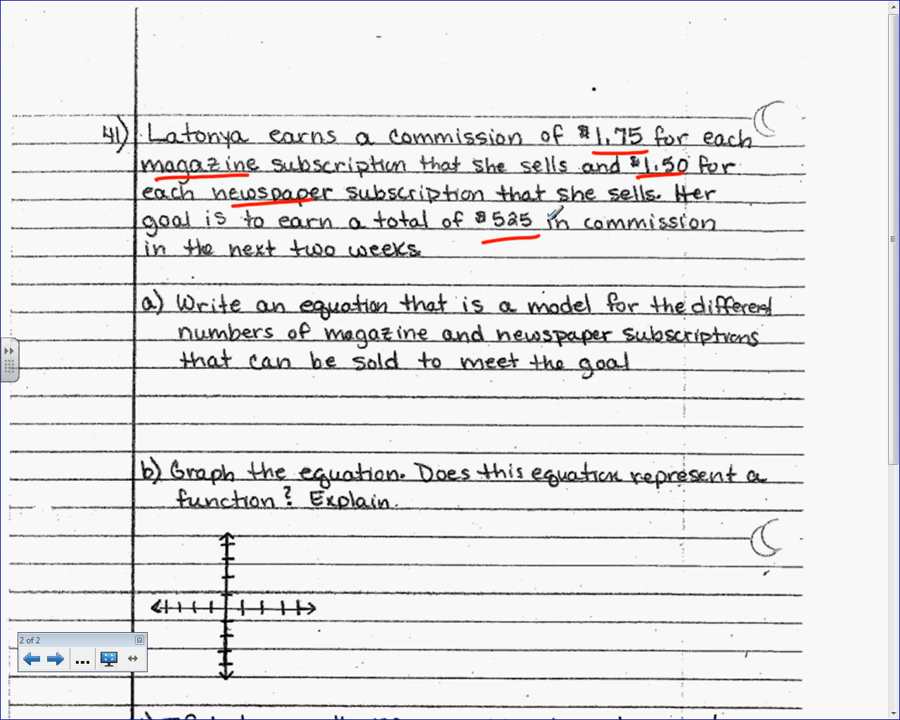 41) Latonya earns a commission of $1.75 for each
magazine subscription that she sells and $1.50 for
each newspaper subscription that she sells. Her
goal is to earn a total of $525 in commission
in the next two weeks.
a) Write an equation that is a model for the different
numbers of magazine and newspaper subscriptions
that can be sold to meet the goal
b) Graph the equation. Does this equation represent a
function? Explain.
2 of 2